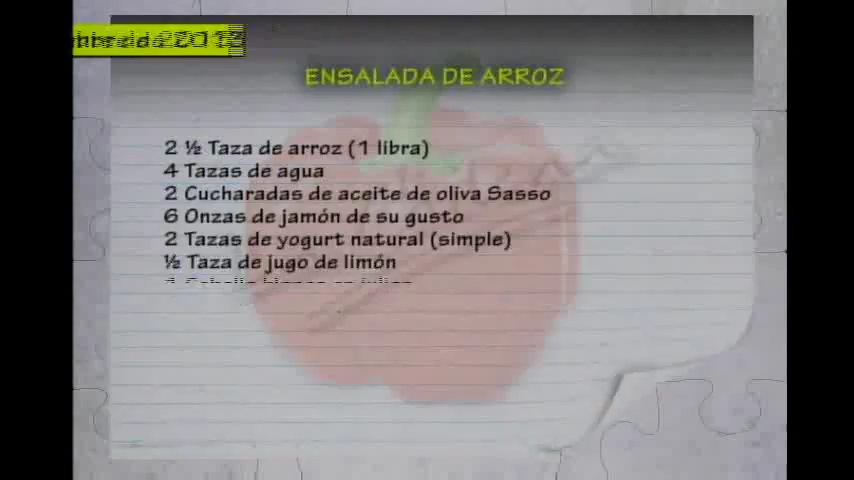 2013
ENSALADA DE ARROZ
2 ½ Taza de arroz (1 libra)
4 Tazas de agua
2 Cucharadas de aceite de oliva Sasso
6 Onzas de jamón de su gusto
2 Tazas de yogurt natural (simple)
½ Taza de jugo de limón